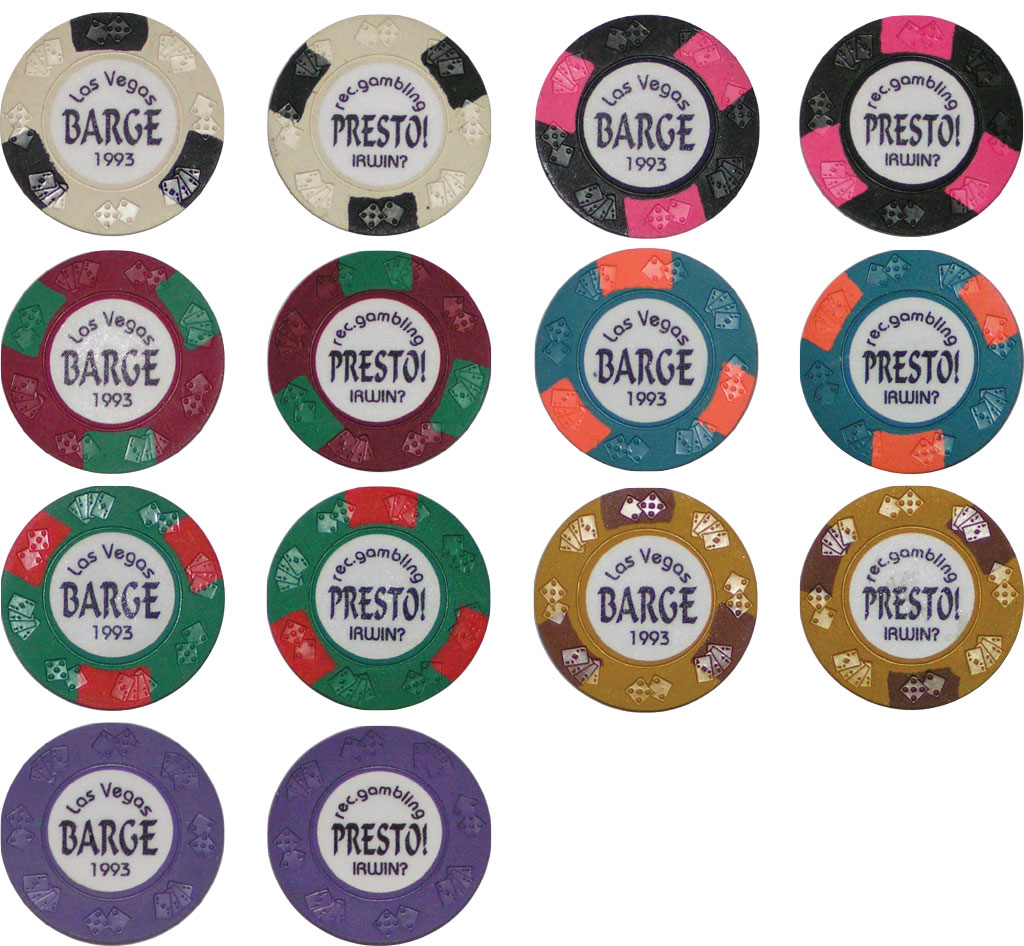 Las Vegas
BARGE
1993
rec.gambling
PRESTO!
IRWIN?
Las Vegas
BARGE
1993
rec.gambling
PRESTO!
IRWIN?
Las Vegas
BARGE
1993
rec.gambling
PRESTO!
IRWIN?
Las Vegas
BARGE
1993
rec.gambling
PRESTO!
IRWIN?
Las Vegas
BARGE
1993
rec.gambling
PRESTO!
IRWIN?
Las Vegas
BARGE
1993
rec.gambling
PRESTO!
IRWIN?
Las Vegas
BARGE
1993
rec.gambling
PRESTO!
IRWIN?